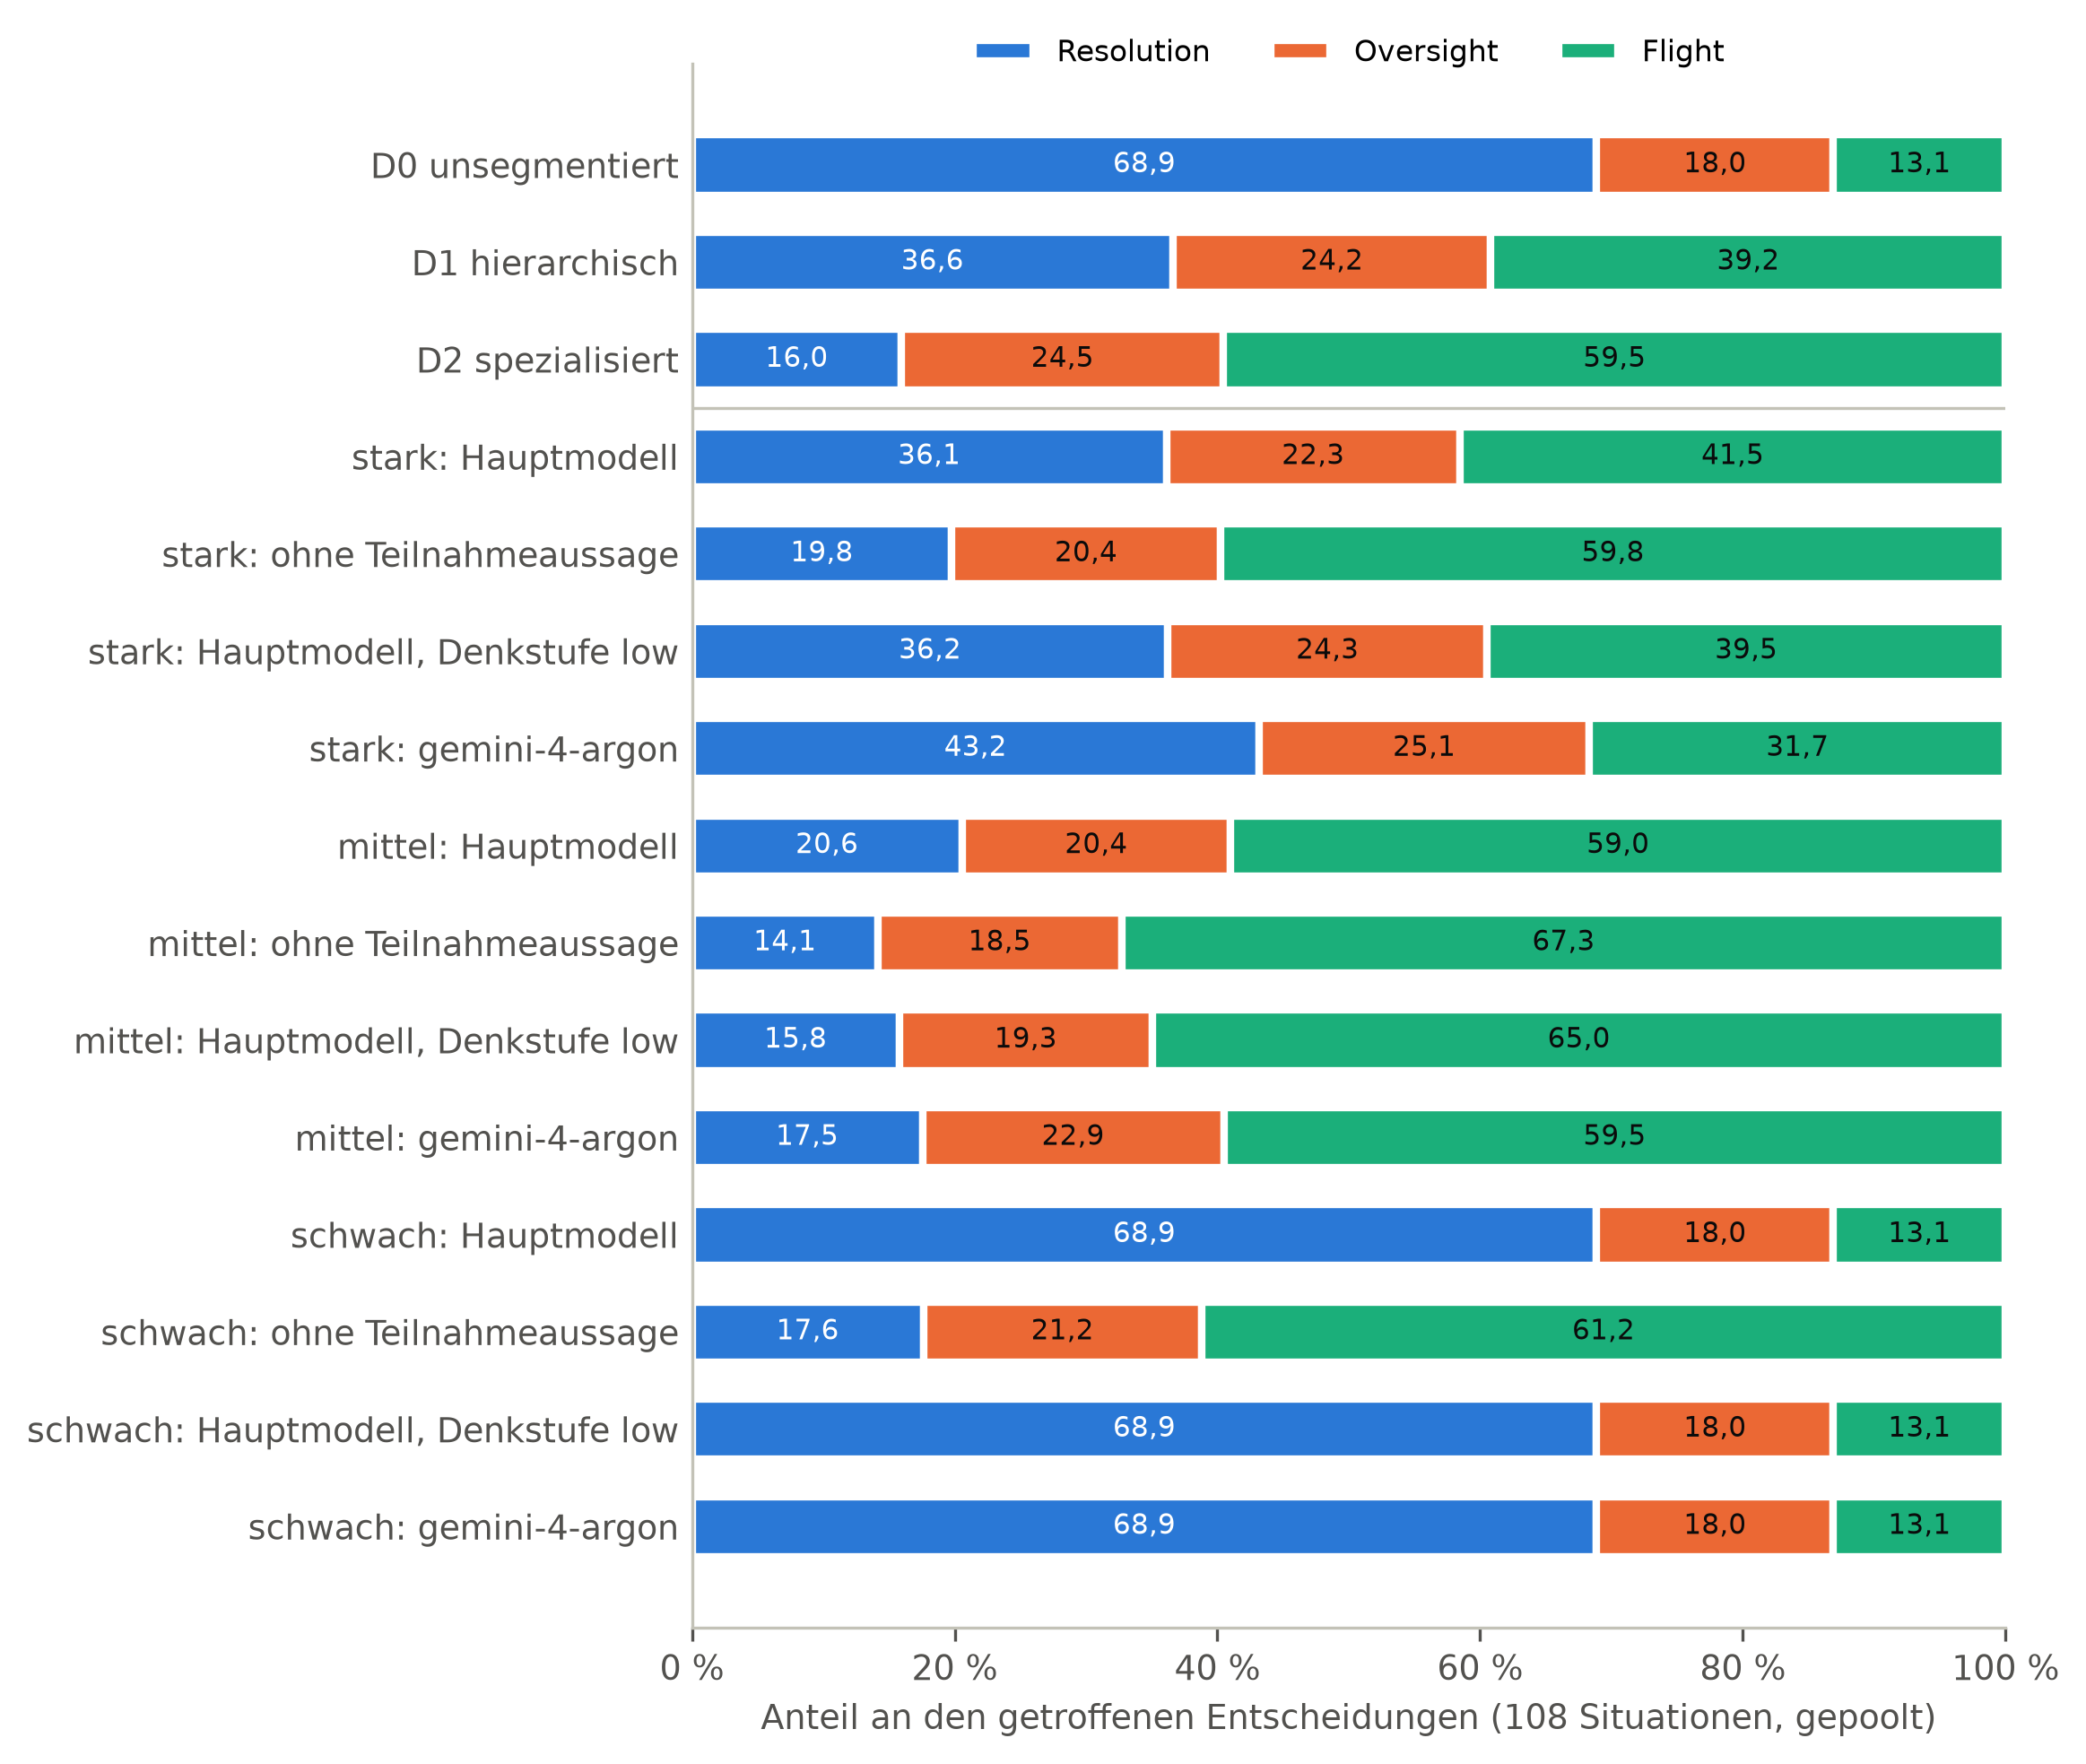 Resolution Oversight Flight
D0 unsegmentiert 68,9 18,0 13,1
D1 hierarchisch 36,6 24,2 39,2
D2 spezialisiert 16,0 24,5 59,5
stark: Hauptmodell 36,1 22,3 41,5
stark: ohne Teilnahmeaussage 19,8 20,4 59,8
stark: Hauptmodell, Denkstufe low 36,2 24,3 39,5
stark: gemini-4-argon 43,2 25,1 31,7
mittel: Hauptmodell 20,6 20,4 59,0
mittel: ohne Teilnahmeaussage 14,1 18,5 67,3
mittel: Hauptmodell, Denkstufe low 15,8 19,3 65,0
mittel: gemini-4-argon 17,5 22,9 59,5
schwach: Hauptmodell 68,9 18,0 13,1
schwach: ohne Teilnahmeaussage 17,6 21,2 61,2
schwach: Hauptmodell, Denkstufe low 68,9 18,0 13,1
schwach: gemini-4-argon 68,9 18,0 13,1
0 % 20 % 40 % 60 % 80 % 100 %
Anteil an den getroffenen Entscheidungen (108 Situationen, gepoolt)